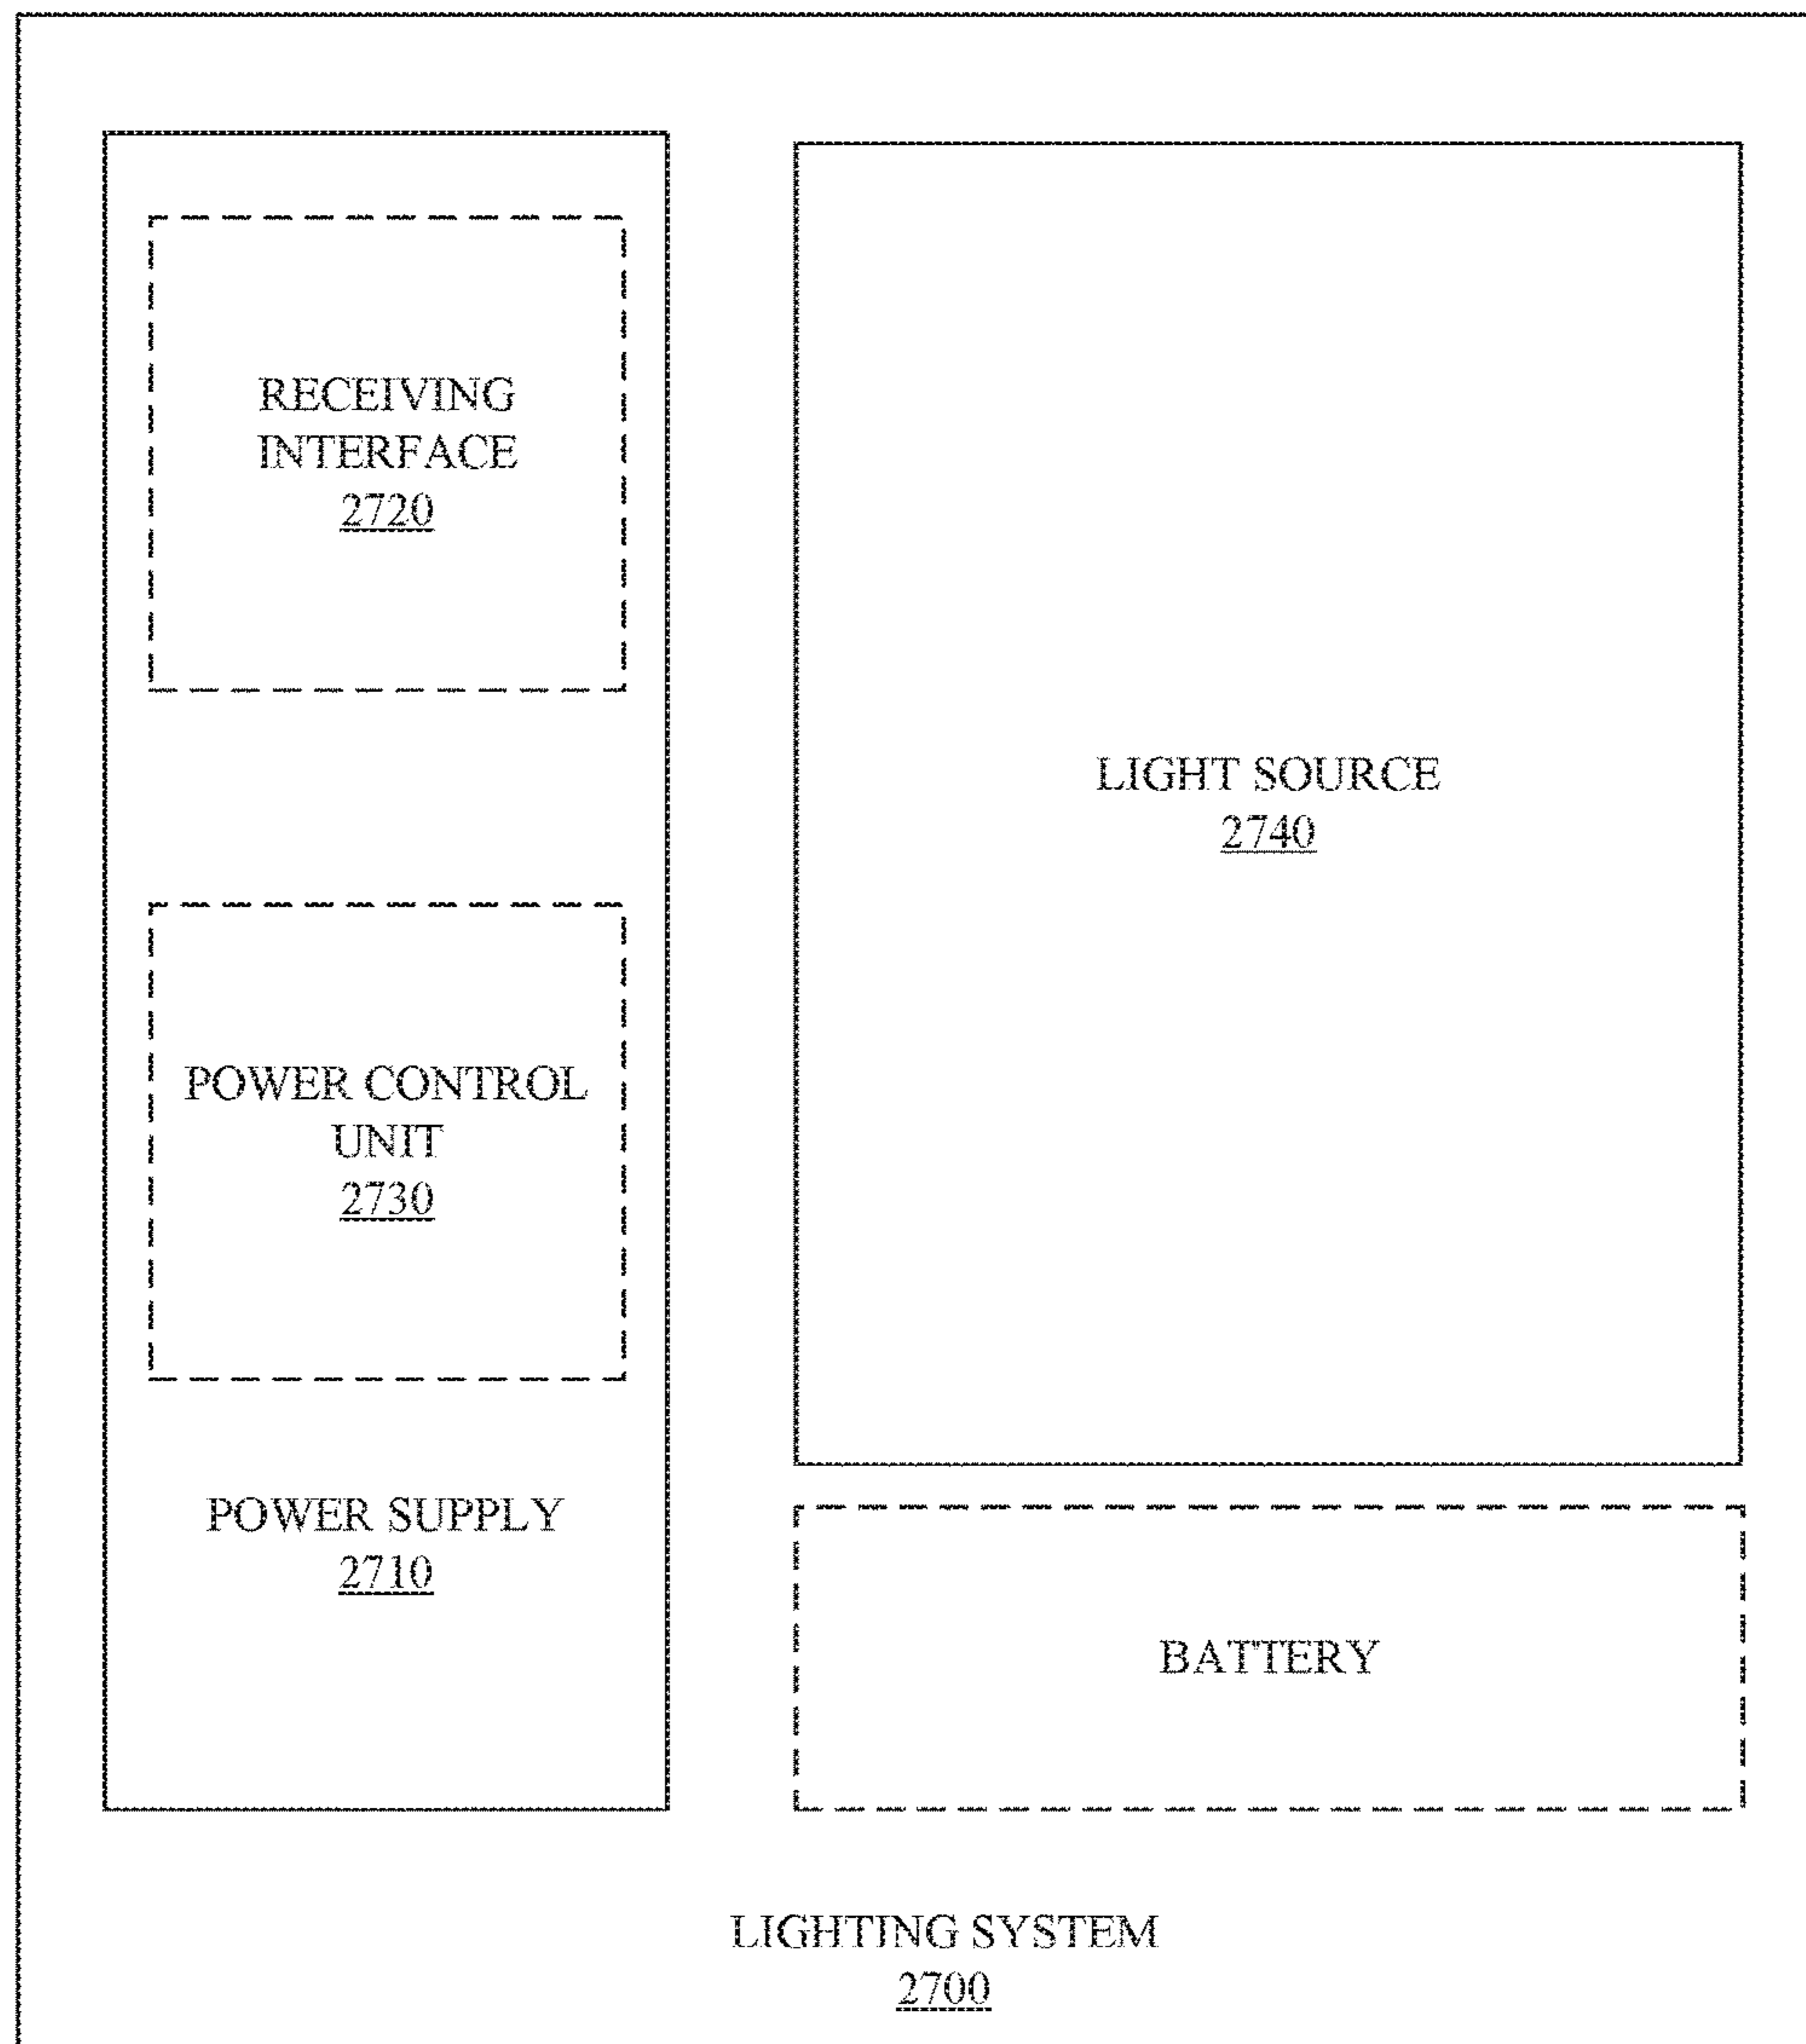 RECEIVING
INTERFACE
2720
POWER CONTROL
UNIT
2730
POWER SUPPLY
2710
LIGHT SOURCE
2740
BATTERY
LIGHTING SYSTEM
2700